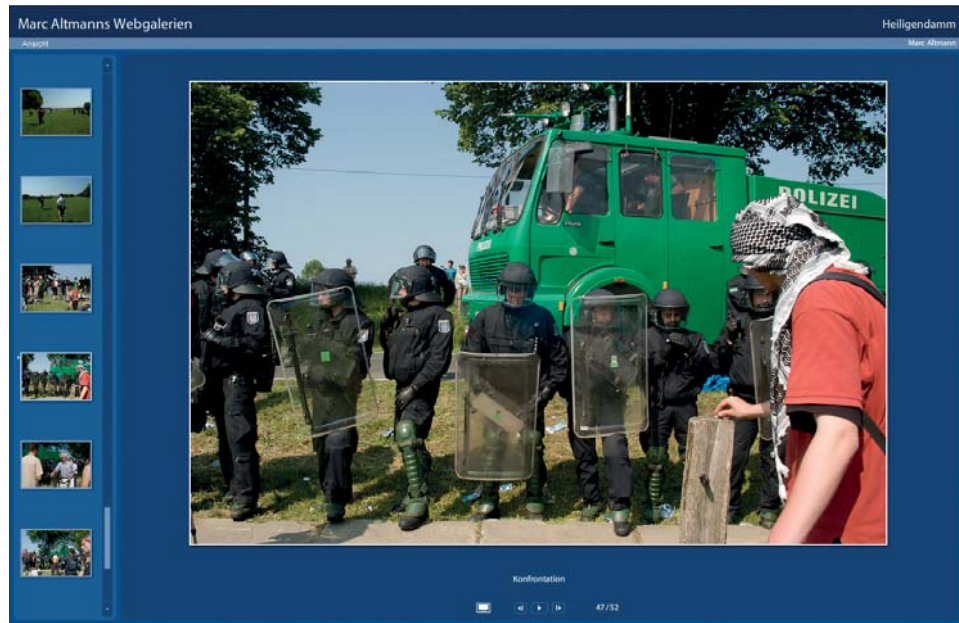 Marc Altmanns Webgalerien
Heiligendamm
Ansicht
Marc Altmann
POLIZEI
Konfrontation
47/52